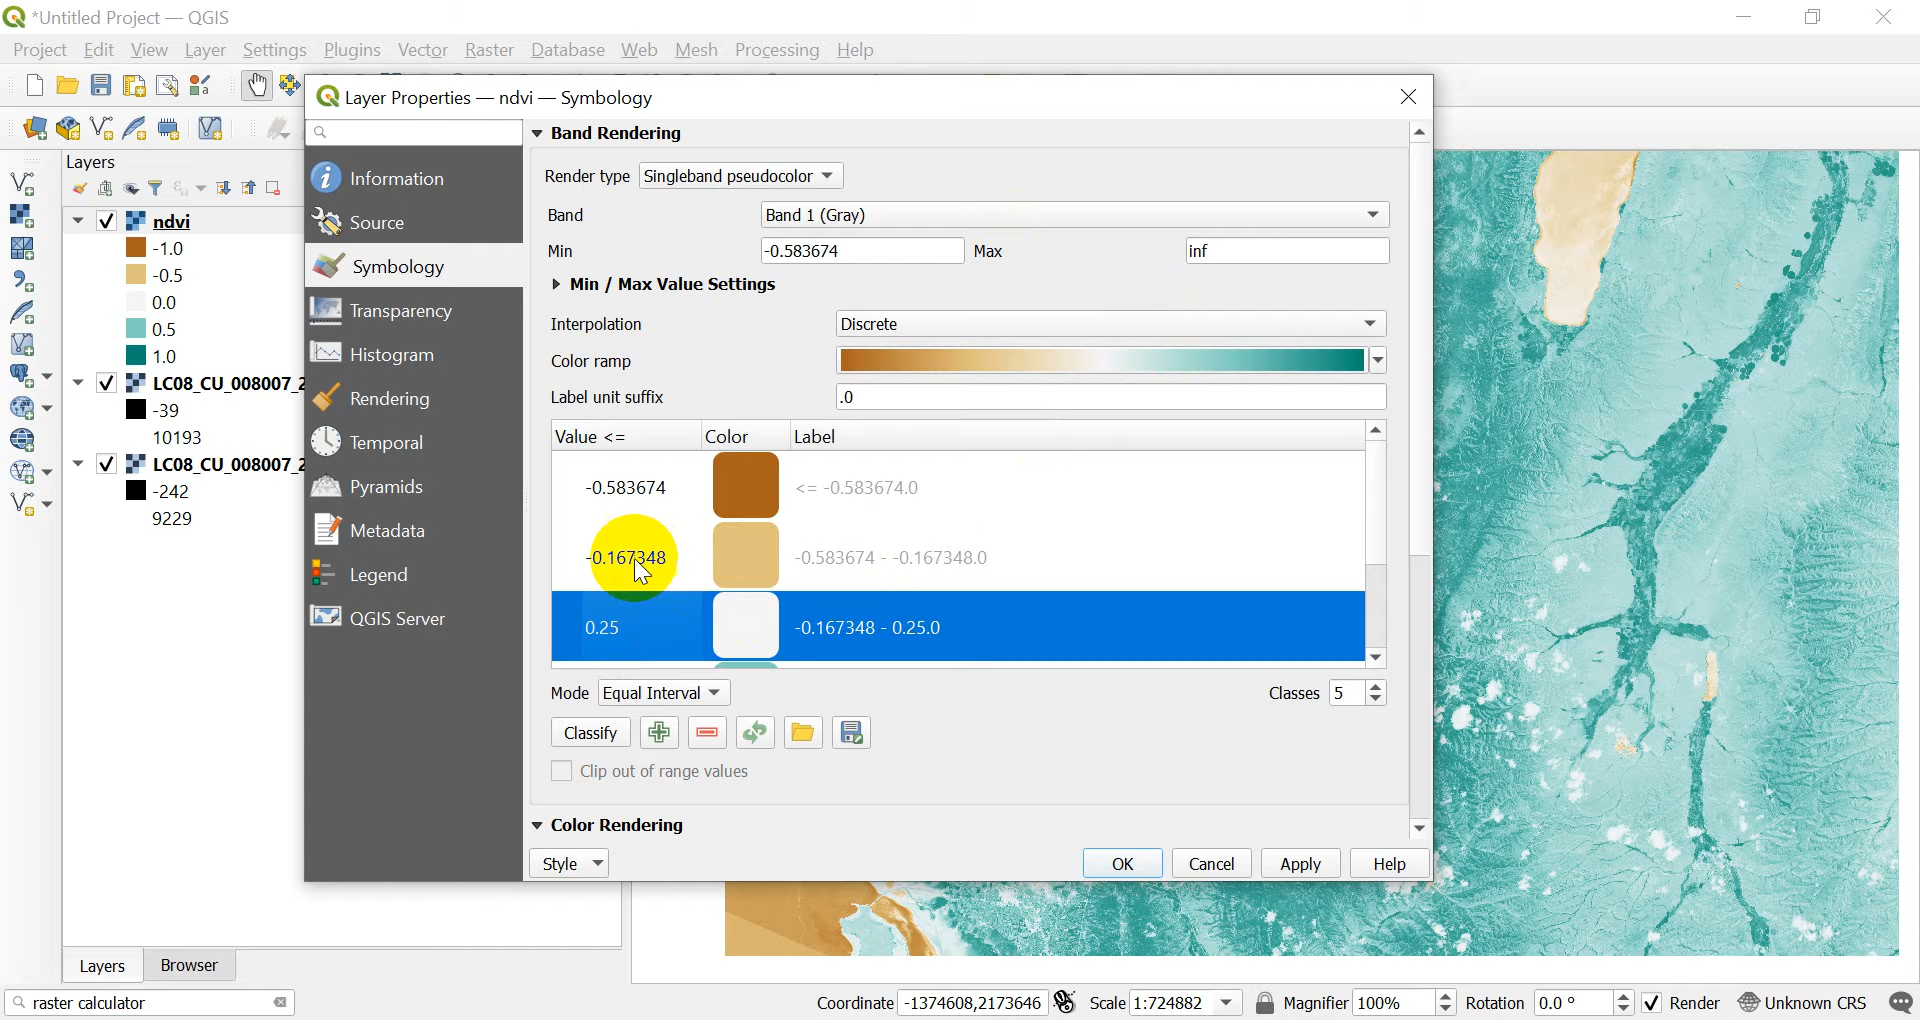 *Untitled Project — QGIS
Project Edit View Layer Settings Plugins Vector Raster Database Web Mesh Processing Help
Layer Properties — ndvi — Symbology
Layers
ndvi
-1.0
-0.5
0.0
0.5
1.0
LC08_CU_008007_2
-39
10193
LC08_CU_008007_2
-242
9229
Information
Source
Symbology
Transparency
Histogram
Rendering
Temporal
Pyramids
Metadata
Legend
QGIS Server
Band Rendering
Render type Singleband pseudocolor
Band Band 1 (Gray)
Min -0.583674 Max inf
Min / Max Value Settings
Interpolation Discrete
Color ramp
Label unit suffix .0
Value <= Color Label
-0.583674 <= -0.583674.0
-0.167348 -0.583674 - -0.167348.0
0.25 -0.167348 - 0.25.0
Mode Equal Interval Classes 5
Classify
Clip out of range values
Color Rendering
Style OK Cancel Apply Help
Layers Browser
raster calculator Coordinate -1374608,2173646 Scale 1:724882 Magnifier 100% Rotation 0.0 ° Render Unknown CRS